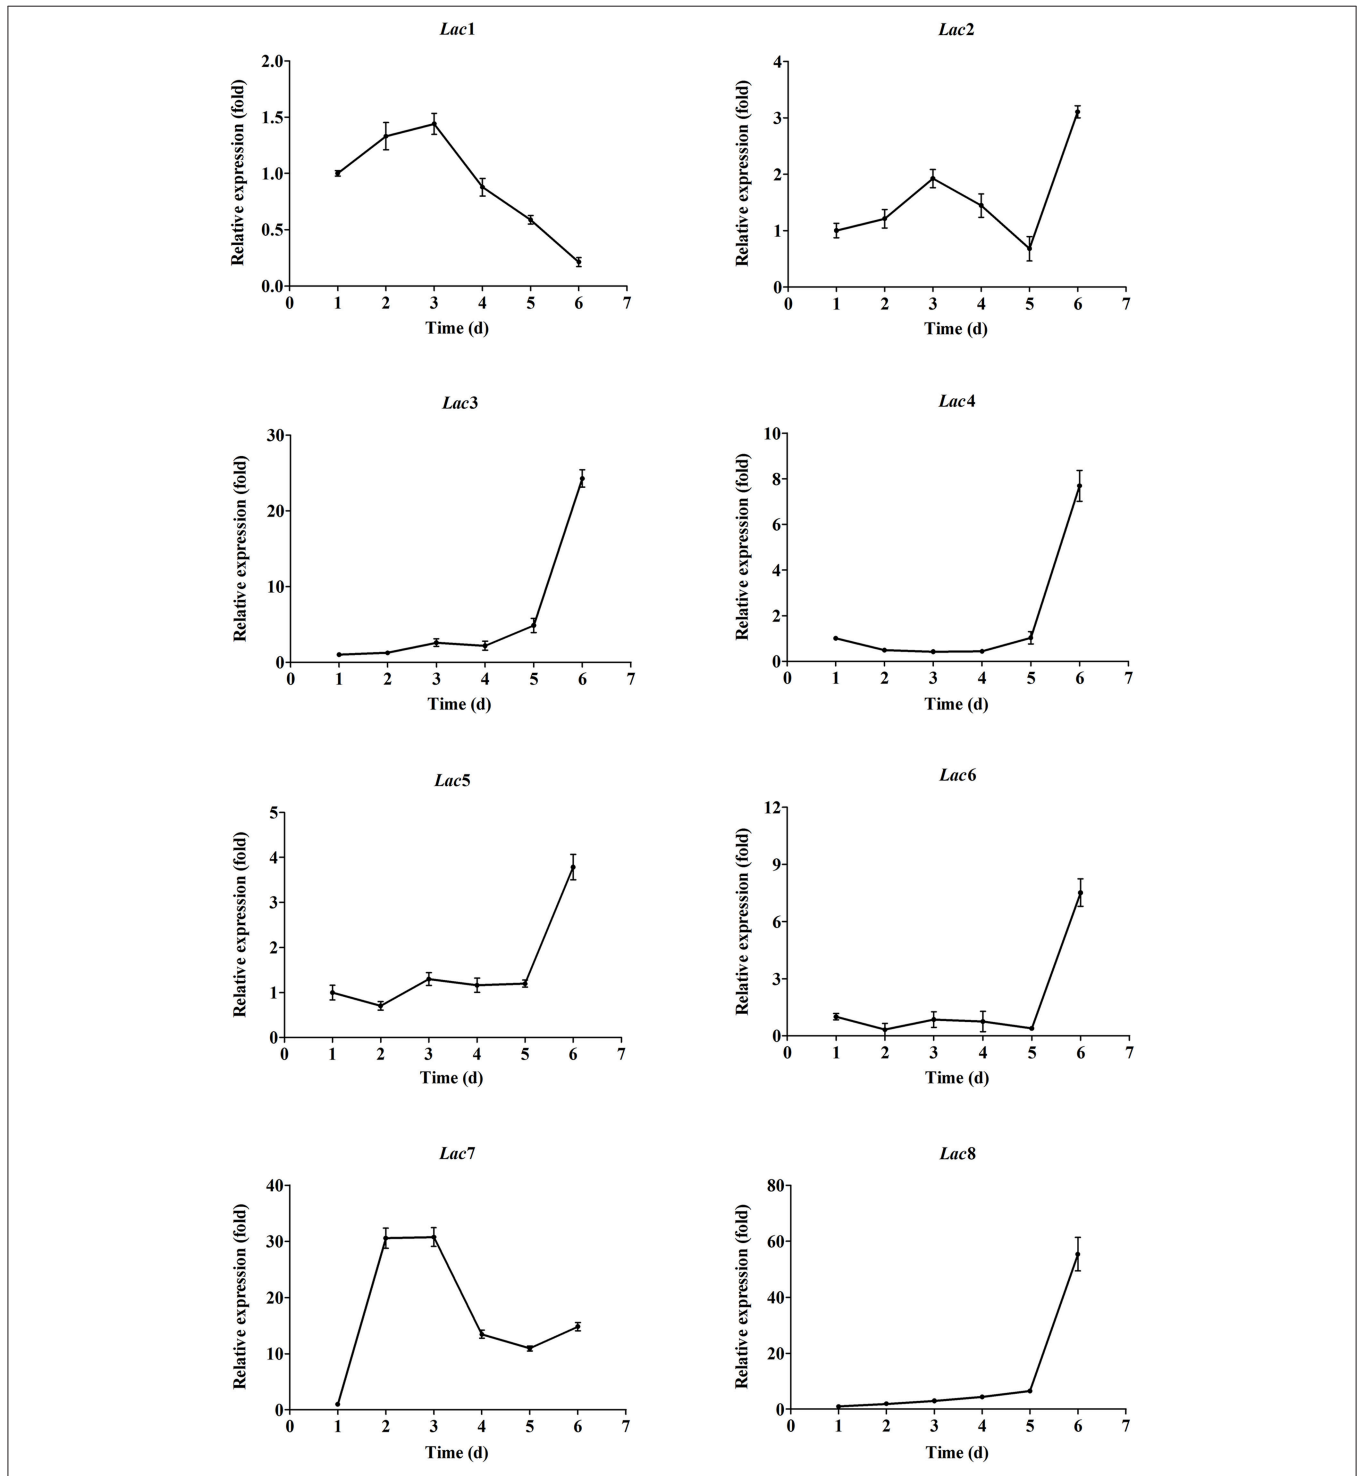 Lac1
Relative expression (fold)
2.0
1.5
1.0
0.5
0.0
0 1 2 3 4 5 6 7
Time (d)
Lac2
Relative expression (fold)
4
3
2
1
0
0 1 2 3 4 5 6 7
Time (d)
Lac3
Relative expression (fold)
30
20
10
0
0 1 2 3 4 5 6 7
Time (d)
Lac4
Relative expression (fold)
10
8
6
4
2
0
0 1 2 3 4 5 6 7
Time (d)
Lac5
Relative expression (fold)
5
4
3
2
1
0
0 1 2 3 4 5 6 7
Time (d)
Lac6
Relative expression (fold)
12
9
6
3
0
0 1 2 3 4 5 6 7
Time (d)
Lac7
Relative expression (fold)
40
30
20
10
0
0 1 2 3 4 5 6 7
Time (d)
Lac8
Relative expression (fold)
80
60
40
20
0
0 1 2 3 4 5 6 7
Time (d)